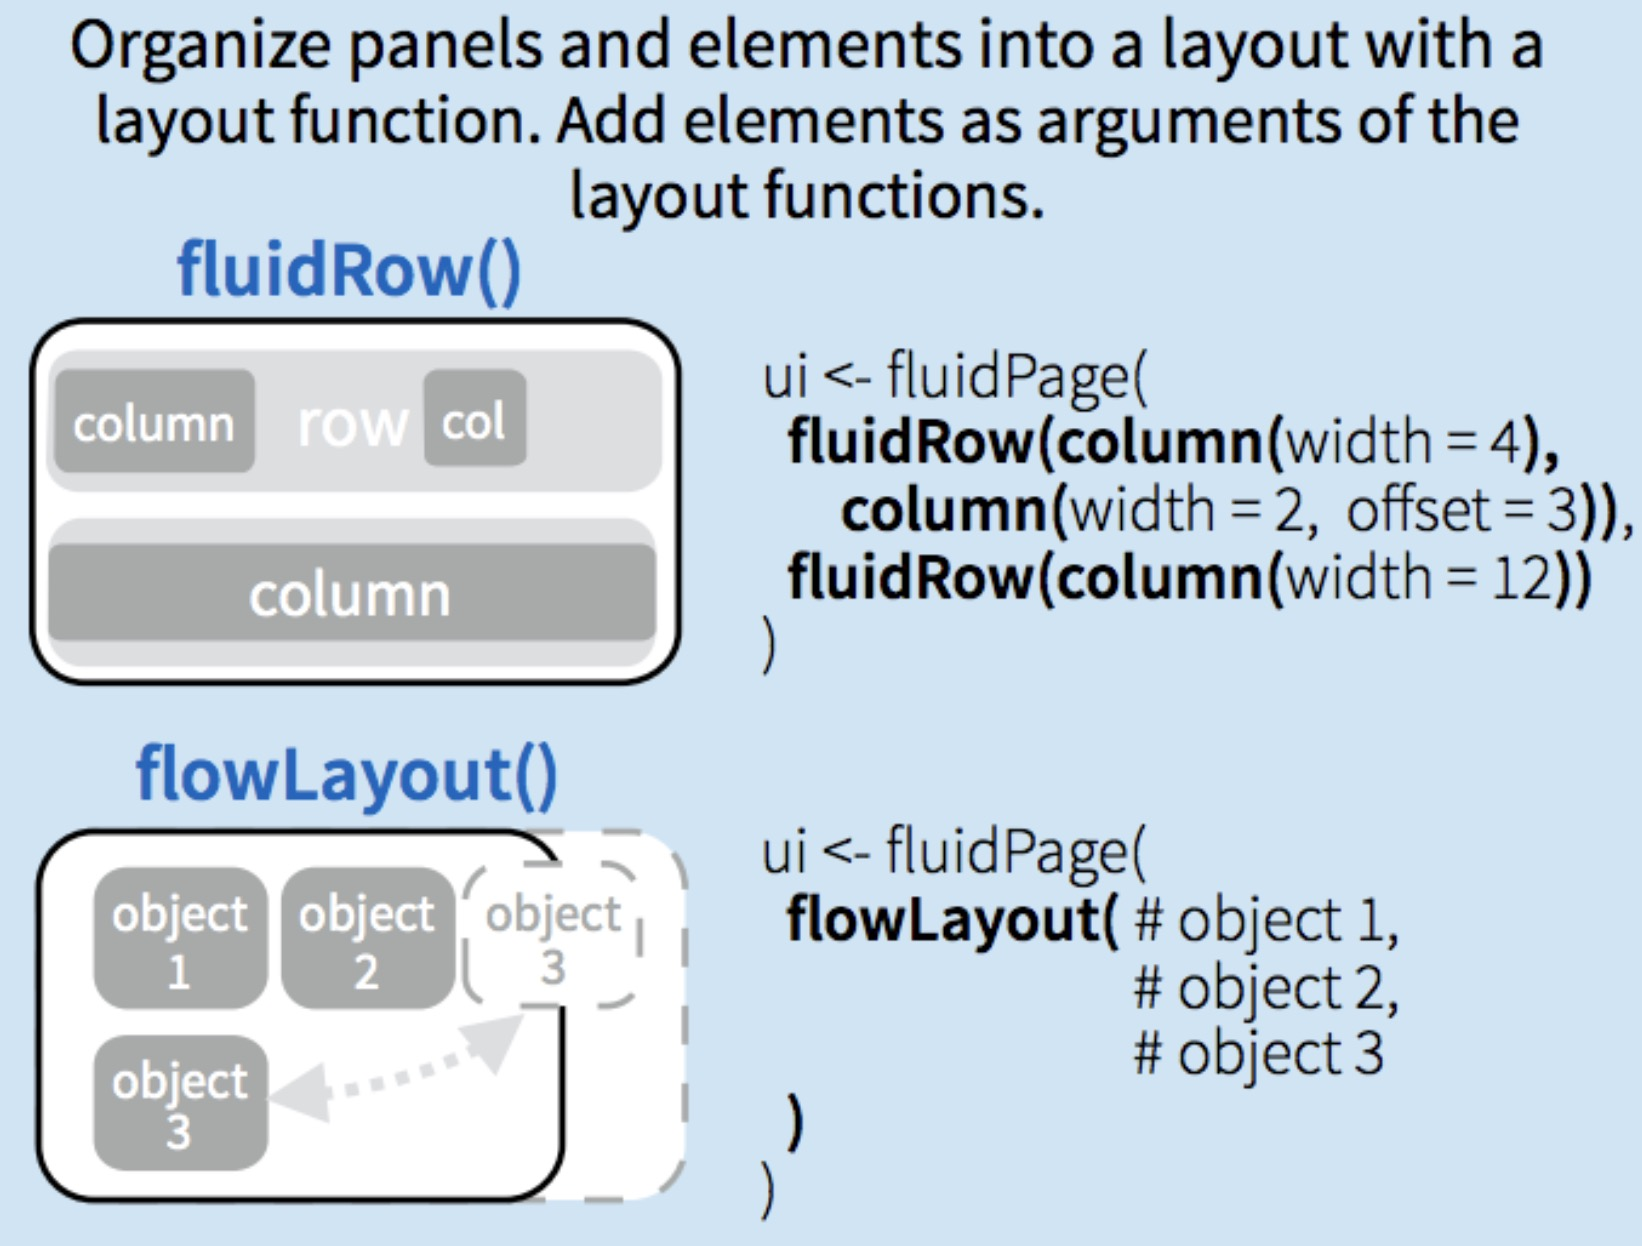 Organize panels and elements into a layout with a
layout function. Add elements as arguments of the
layout functions.
fluidRow()
column row col
column
ui <- fluidPage(
fluidRow(column(width = 4),
column(width = 2, offset = 3)),
fluidRow(column(width = 12))
)
flowLayout()
object
1
object
2
object
3
object
3
ui <- fluidPage(
flowLayout( # object 1,
# object 2,
# object 3
)
)